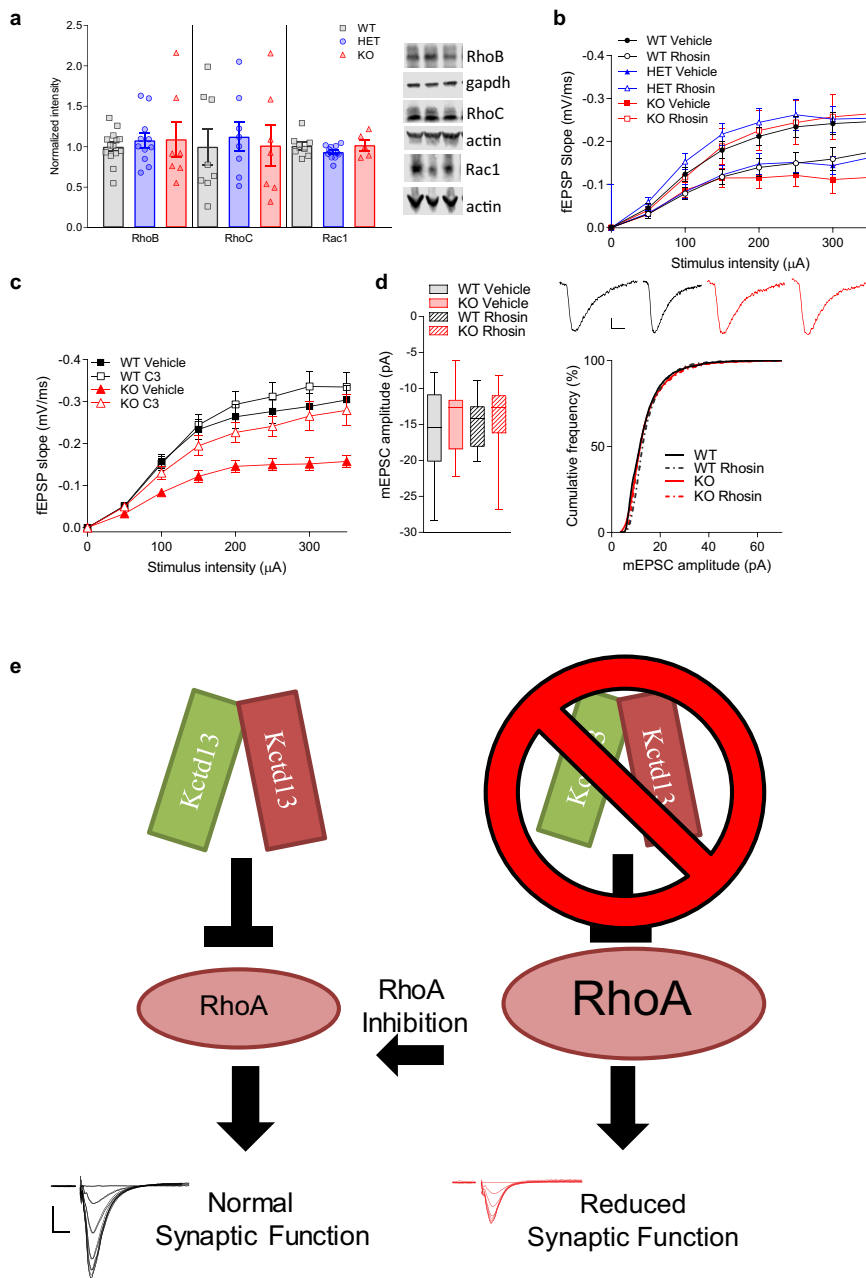 a
WT
HET
KO
Normalized intensity
2.5
2.0
1.5
1.0
0.5
0.0
RhoB
RhoC
Rac1
RhoB
gapdh
RhoC
actin
Rac1
actin
b
WT Vehicle
WT Rhosin
HET Vehicle
HET Rhosin
KO Vehicle
KO Rhosin
fEPSP Slope (mV/ms)
-0.4
-0.3
-0.2
-0.1
0.0
0
100
200
300
Stimulus intensity (μA)
c
WT Vehicle
WT C3
KO Vehicle
KO C3
fEPSP slope (mV/ms)
-0.4
-0.3
-0.2
-0.1
0.0
0
100
200
300
Stimulus intensity (μA)
d
WT Vehicle
KO Vehicle
WT Rhosin
KO Rhosin
mEPSC amplitude (pA)
0
-5
-10
-15
-20
-25
-30
Cumulative frequency (%)
100
50
0
WT
WT Rhosin
KO
KO Rhosin
0
20
40
60
mEPSC amplitude (pA)
e
Kctd13
Kctd13
RhoA
RhoA
Inhibition
RhoA
Normal
Synaptic Function
Reduced
Synaptic Function